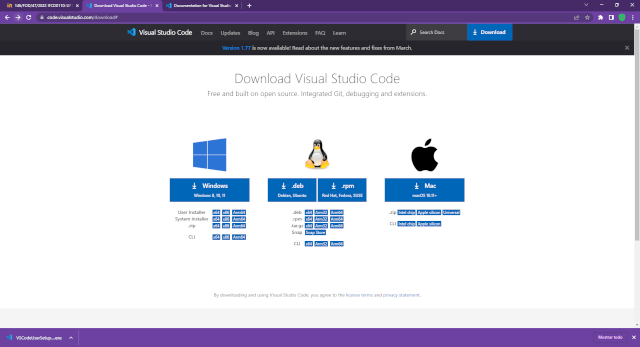 Download Visual Studio Code -
Documentation for Visual Studio
code.visualstudio.com/download#
Visual Studio Code Docs Updates Blog API Extensions FAQ Learn Search Docs Download
Version 1.77 is now available! Read about the new features and fixes from March.
Download Visual Studio Code
Free and built on open source. Integrated Git, debugging and extensions.
Windows
Windows 8, 10, 11
.deb
Debian, Ubuntu
.rpm
Red Hat, Fedora, SUSE
Mac
macOS 10.11+
User Installer x64 x86 Arm64
System Installer x64 x86 Arm64
.zip x64 x86 Arm64
CLI x64 x86 Arm64
.deb x64 Arm32 Arm64
.rpm x64 Arm32 Arm64
.tar.gz x64 Arm32 Arm64
Snap Snap Store
CLI x64 Arm32 Arm64
.zip Intel chip Apple silicon Universal
CLI Intel chip Apple silicon
By downloading and using Visual Studio Code, you agree to the license terms and privacy statement.
VSCodeUserSetup....exe
Mostrar todo